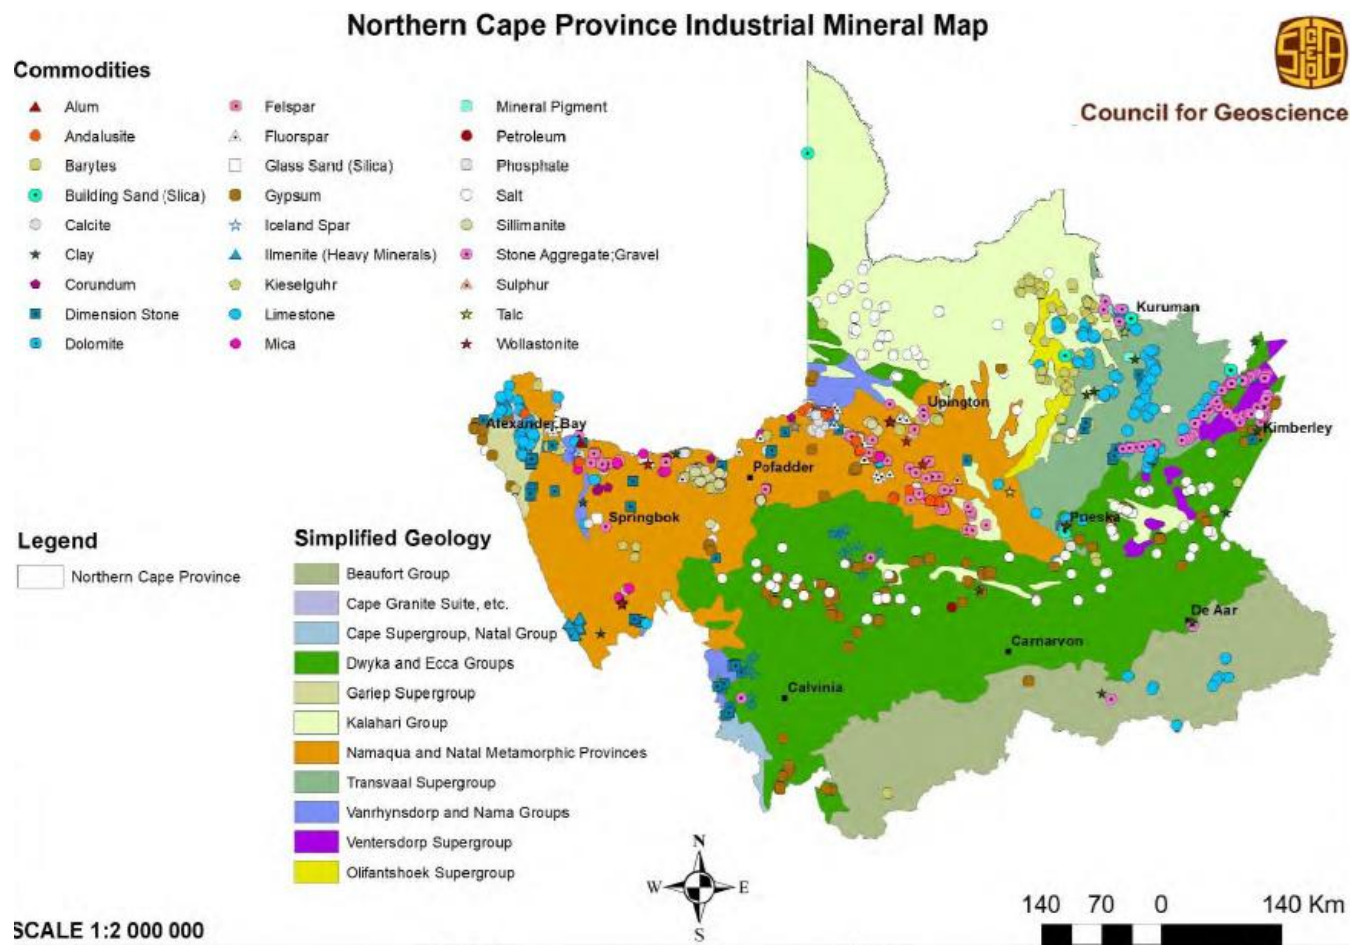 Northern Cape Province Industrial Mineral Map
SGEOTA
Council for Geoscience
Commodities
Alum
Andalusite
Barytes
Building Sand (Slica)
Calcite
Clay
Corundum
Dimension Stone
Dolomite
Felspar
Fluorspar
Glass Sand (Silica)
Gypsum
Iceland Spar
Ilmenite (Heavy Minerals)
Kieselguhr
Limestone
Mica
Mineral Pigment
Petroleum
Phosphate
Salt
Sillimanite
Stone Aggregate;Gravel
Sulphur
Talc
Wollastonite
Kuruman
Upington
Alexander Bay
Kimberley
Pofadder
Springbok
Prieska
De Aar
Carnarvon
Calvinia
Legend
Northern Cape Province
Simplified Geology
Beaufort Group
Cape Granite Suite, etc.
Cape Supergroup, Natal Group
Dwyka and Ecca Groups
Gariep Supergroup
Kalahari Group
Namaqua and Natal Metamorphic Provinces
Transvaal Supergroup
Vanrhynsdorp and Nama Groups
Ventersdorp Supergroup
Olifantshoek Supergroup
N
W E
S
140 70 0 140 Km
SCALE 1:2 000 000